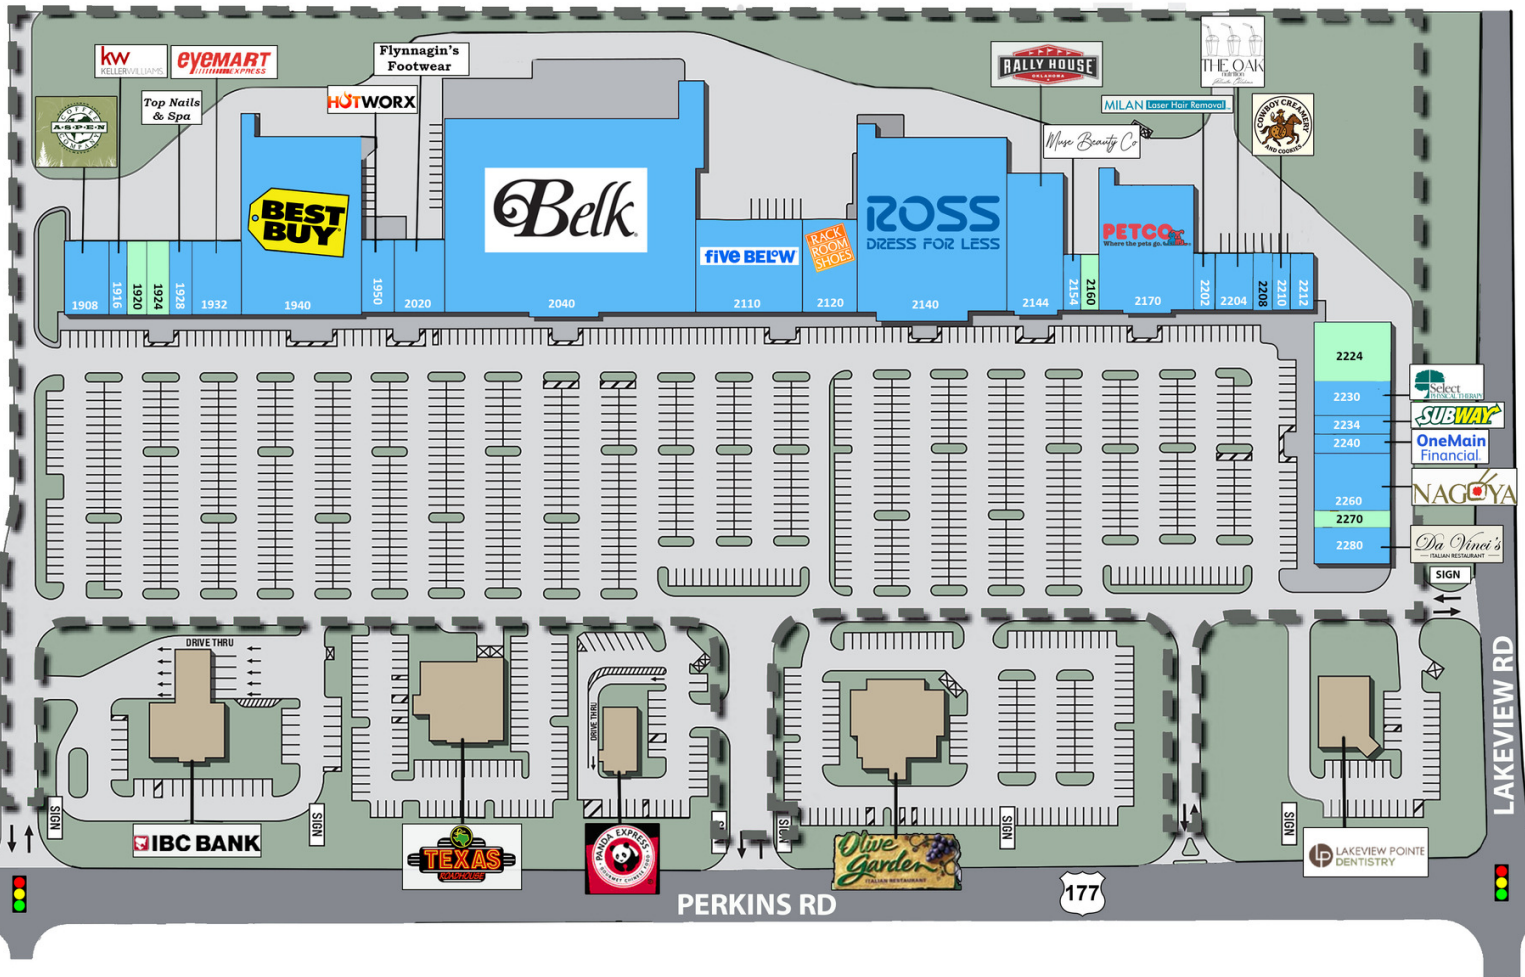 kw
KELLERWILLIAMS.
eyeMART
EXPRESS
Flynnagin's
Footwear
RALLY HOUSE
OKLAHOMA
THE OAK
nutrition
COFFEE
ASPEN
COMPANY
Top Nails
& Spa
HOTWORX
MILAN Laser Hair Removal
Muse Beauty Co
COWBOY CREAMERY
AND COOKIES
BEST
BUY
Belk
five BELOW
RACK
ROOM
SHOES
ROSS
DRESS FOR LESS
PETCO
Where the pets go.
1908
1916
1920
1924
1928
1932
1940
1950
2020
2040
2110
2120
2140
2144
2154
2160
2170
2202
2204
2208
2210
2212
2224
2230
Select
PHYSICAL THERAPY
2234
SUBWAY
2240
OneMain
Financial.
2260
NAGOYA
2270
2280
Da Vinci's
ITALIAN RESTAURANT
SIGN
DRIVE THRU
DRIVE THRU
LAKEVIEW RD
SIGN
SIGN
SIGN
SIGN
SIGN
IBC BANK
TEXAS
ROADHOUSE
PANDA EXPRESS
GOURMET CHINESE FOOD
Olive
Garden
ITALIAN RESTAURANT
LP LAKEVIEW POINTE
DENTISTRY
177
PERKINS RD